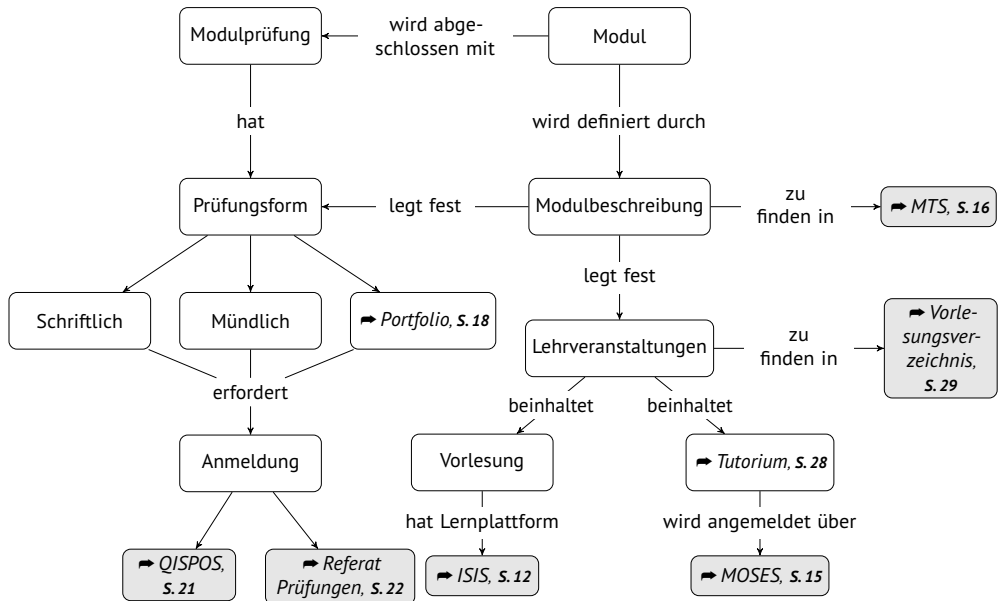 Modulprüfung
wird abge-
schlossen mit
Modul
hat
wird definiert durch
Prüfungsform
legt fest
Modulbeschreibung
zu
finden in
➦ MTS, S. 16
legt fest
Schriftlich
Mündlich
➦ Portfolio, S. 18
Lehrveranstaltungen
zu
finden in
➦ Vorle-
sungsver-
zeichnis,
S. 29
erfordert
beinhaltet
beinhaltet
Anmeldung
Vorlesung
➦ Tutorium, S. 28
hat Lernplattform
wird angemeldet über
➦ QISPOS,
S. 21
➦ Referat
Prüfungen, S. 22
➦ ISIS, S. 12
➦ MOSES, S. 15